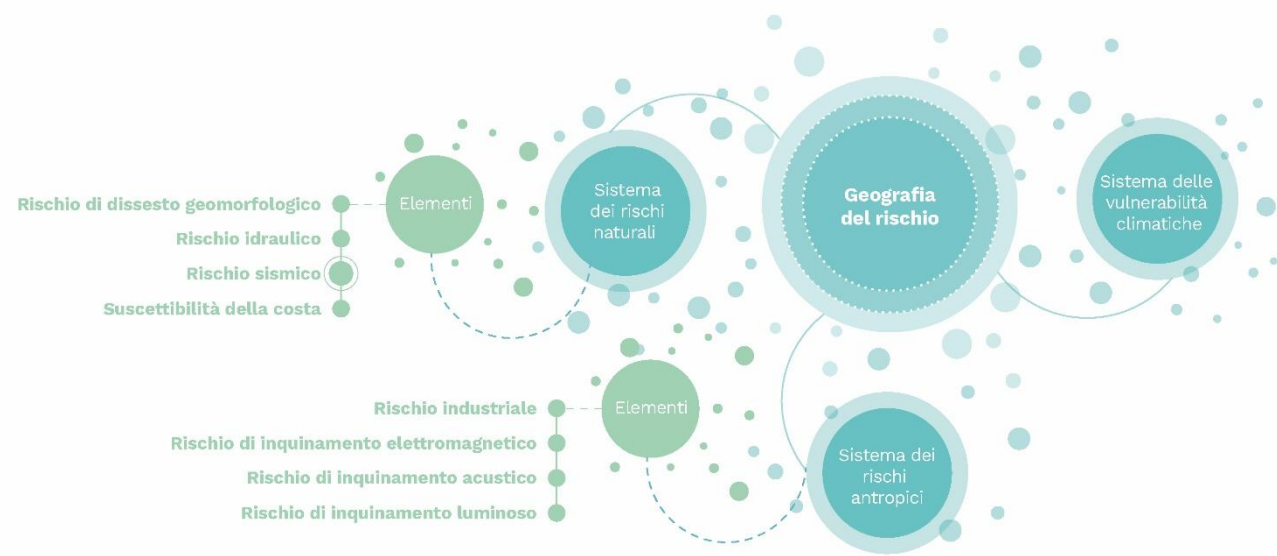 Geografia
del rischio
Sistema
dei rischi
naturali
Elementi
Rischio di dissesto geomorfologico
Rischio idraulico
Rischio sismico
Suscettibilità della costa
Sistema delle
vulnerabilità
climatiche
Sistema dei
rischi
antropici
Elementi
Rischio industriale
Rischio di inquinamento elettromagnetico
Rischio di inquinamento acustico
Rischio di inquinamento luminoso